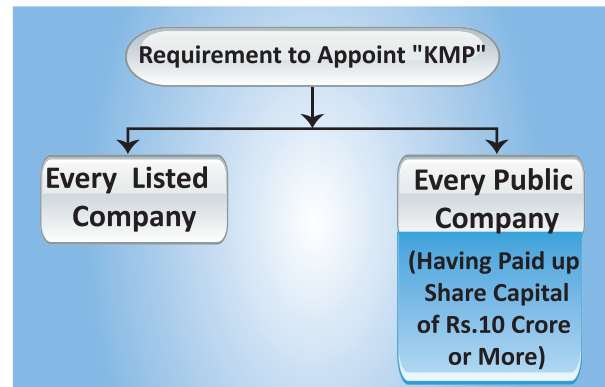 Requirement to Appoint "KMP"
Every Listed
Company
Every Public
Company
(Having Paid up
Share Capital
of Rs.10 Crore
or More)